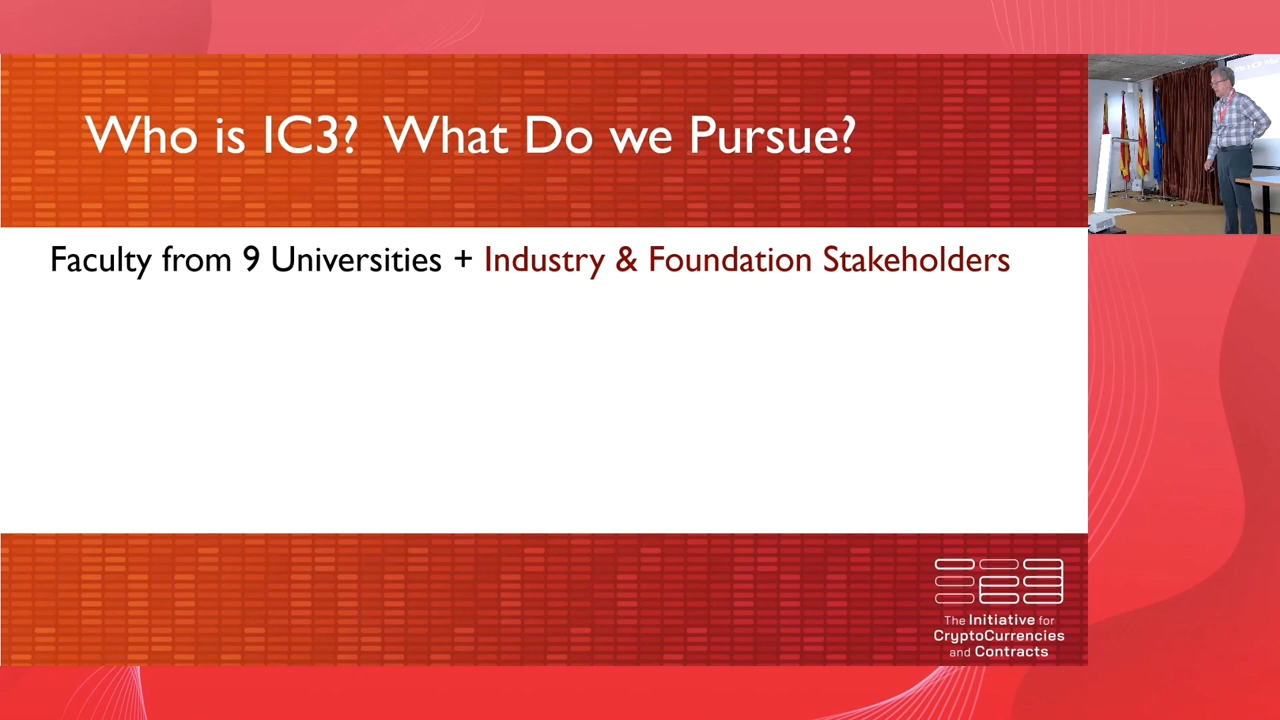 Who is IC3? What Do we Pursue?
Faculty from 9 Universities + Industry & Foundation Stakeholders
The Initiative for
CryptoCurrencies
and Contracts